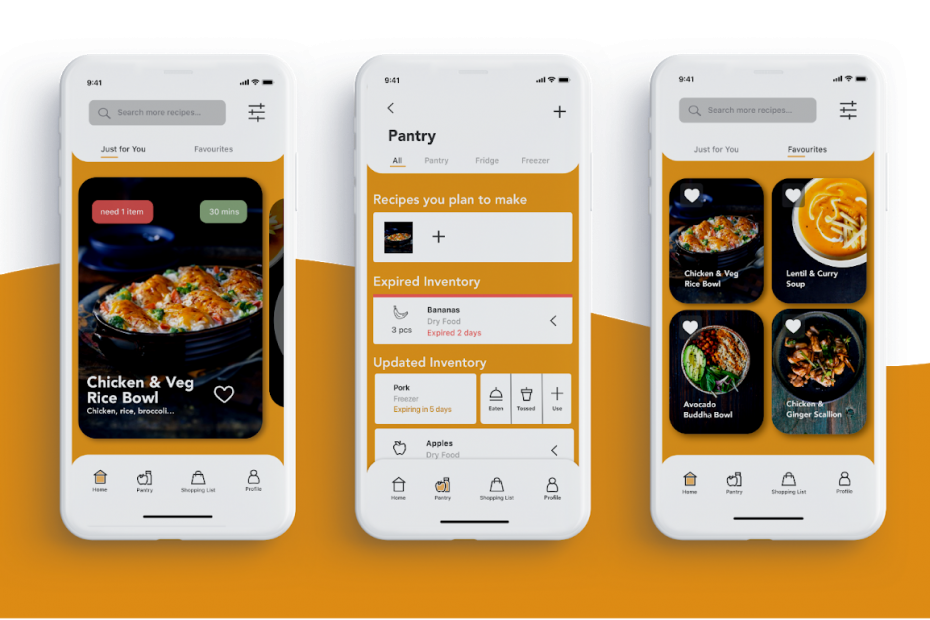 9:41
Search more recipes...
Just for You
Favourites
need 1 item
30 mins
Chicken & Veg
Rice Bowl
Chicken, rice, broccoli...
Home
Pantry
Shopping List
Profile
9:41
Pantry
All
Pantry
Fridge
Freezer
Recipes you plan to make
Expired Inventory
Bananas
Dry Food
Expired 2 days
3 pcs
Updated Inventory
Pork
Freezer
Expiring in 5 days
Eaten
Tossed
Use
Apples
Dry Food
Home
Pantry
Shopping List
Profile
9:41
Search more recipes...
Just for You
Favourites
Chicken & Veg
Rice Bowl
Lentil & Curry
Soup
Avocado
Buddha Bowl
Chicken &
Ginger Scallion
Home
Pantry
Shopping List
Profile